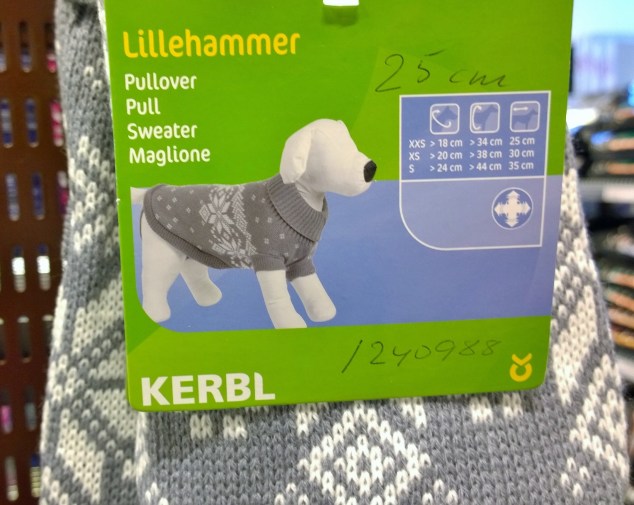 Lillehammer
25 cm
Pullover
Pull
Sweater
Maglione
XXS > 18 cm > 34 cm 25 cm
XS > 20 cm > 38 cm 30 cm
S > 24 cm > 44 cm 35 cm
1240988
KERBL